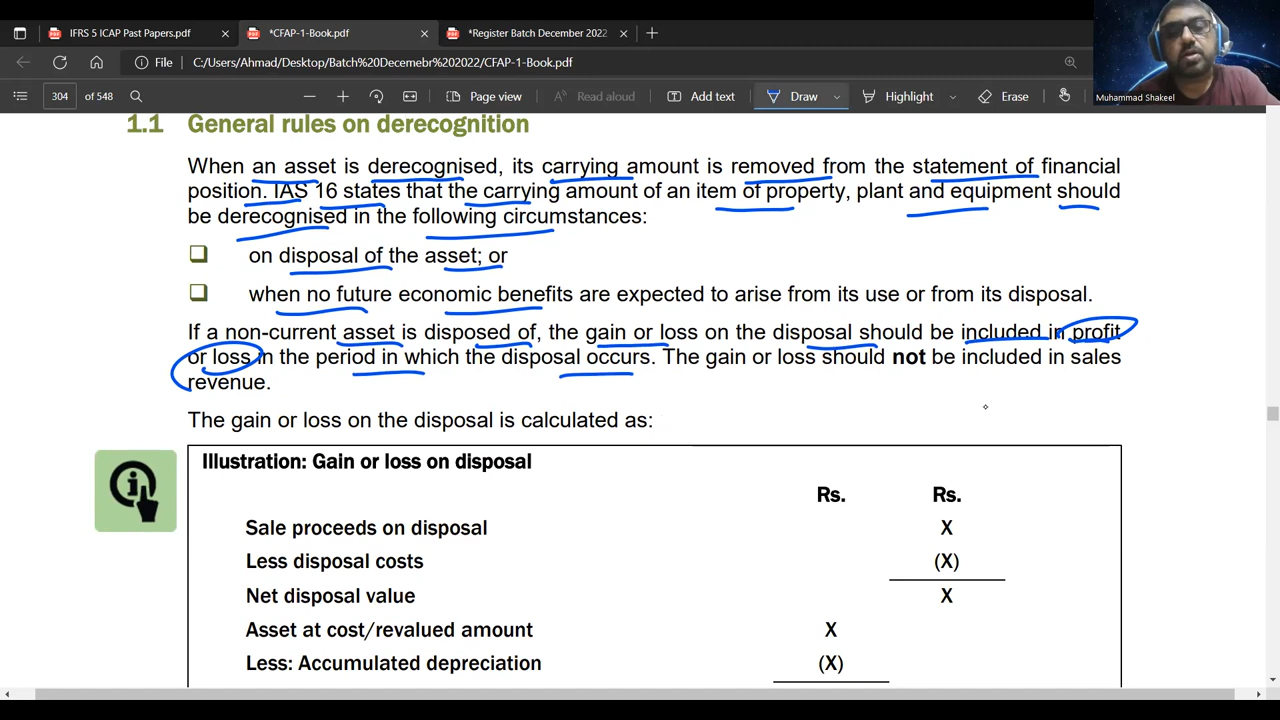 IFRS 5 ICAP Past Papers.pdf
*CFAP-1-Book.pdf
*Register Batch December 2022
File C:/Users/Ahmad/Desktop/Batch%20Decemebr%202022/CFAP-1-Book.pdf
304 of 548 Page view Read aloud Add text Draw Highlight Erase
Muhammad Shakeel
1.1 General rules on derecognition
When an asset is derecognised, its carrying amount is removed from the statement of financial
position. IAS 16 states that the carrying amount of an item of property, plant and equipment should
be derecognised in the following circumstances:
on disposal of the asset; or
when no future economic benefits are expected to arise from its use or from its disposal.
If a non-current asset is disposed of, the gain or loss on the disposal should be included in profit
or loss in the period in which the disposal occurs. The gain or loss should not be included in sales
revenue.
The gain or loss on the disposal is calculated as:
Illustration: Gain or loss on disposal
Rs. Rs.
Sale proceeds on disposal X
Less disposal costs (X)
Net disposal value X
Asset at cost/revalued amount X
Less: Accumulated depreciation (X)